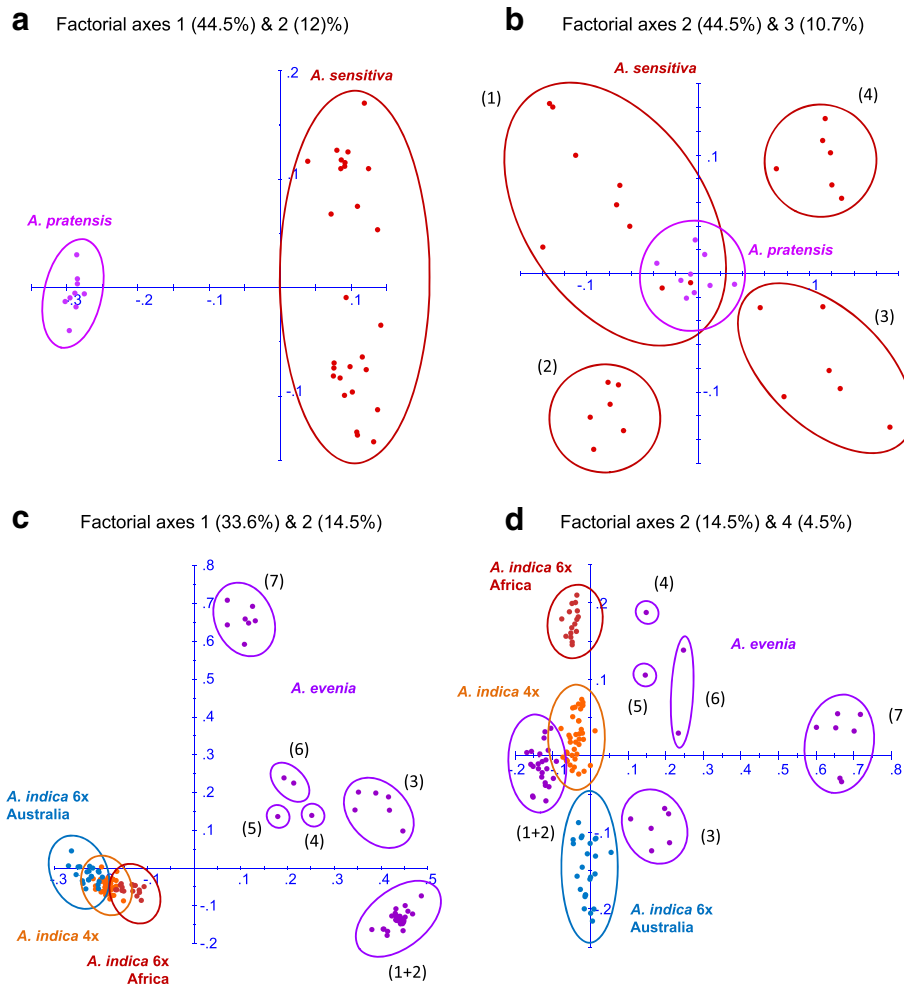 a Factorial axes 1 (44.5%) & 2 (12)%
.2
A. sensitiva
.1
A. pratensis
.3 -.2 -.1 .1
-.1
b Factorial axes 2 (44.5%) & 3 (10.7%)
A. sensitiva
(1)
(4)
.1
A. pratensis
-.1 1
(3)
(2)
-.1
c Factorial axes 1 (33.6%) & 2 (14.5%)
.8
(7)
.7
.6
A. evenia
.5
.4
(6)
.3
(3)
A. indica 6x
Australia
.2
(5) (4)
.1
-.3 -.1 .1 .2 .3 .4 .5
-.1
A. indica 4x
A. indica 6x
Africa
-.2
(1+2)
d Factorial axes 2 (14.5%) & 4 (4.5%)
A. indica 6x
Africa
(4)
.2
A. evenia
A. indica 4x
.1
(5) (6)
(7
-.2 .1 .1 .2 .3 .4 .5 .6 .7 .8
(1+2)
-.1
(3)
-.2
A. indica 6x
Australia